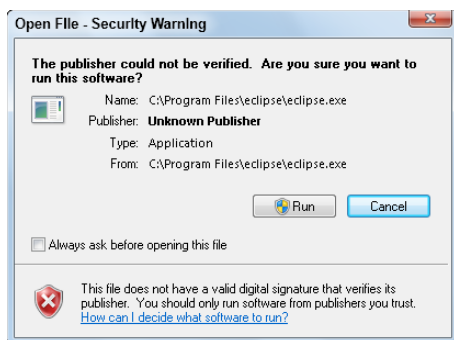 Open File - Security Warning
The publisher could not be verified.  Are you sure you want to
run this software?
Name: C:\Program Files\eclipse\eclipse.exe
Publisher: Unknown Publisher
Type: Application
From: C:\Program Files\eclipse\eclipse.exe
Run Cancel
Always ask before opening this file
This file does not have a valid digital signature that verifies its
publisher.  You should only run software from publishers you trust.
How can I decide what software to run?